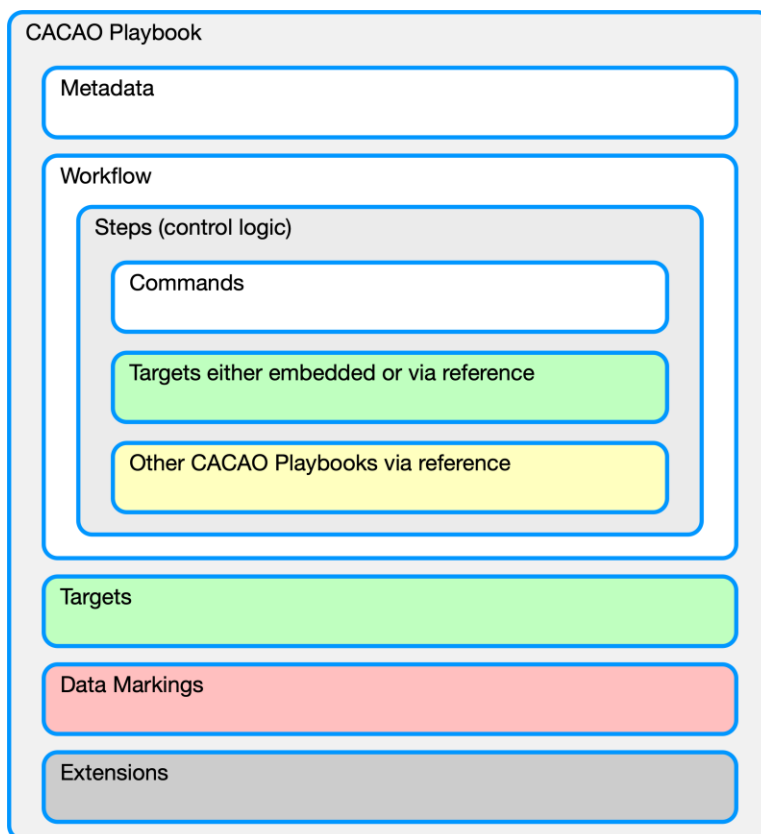 CACAO Playbook
Metadata
Workflow
Steps (control logic)
Commands
Targets either embedded or via reference
Other CACAO Playbooks via reference
Targets
Data Markings
Extensions